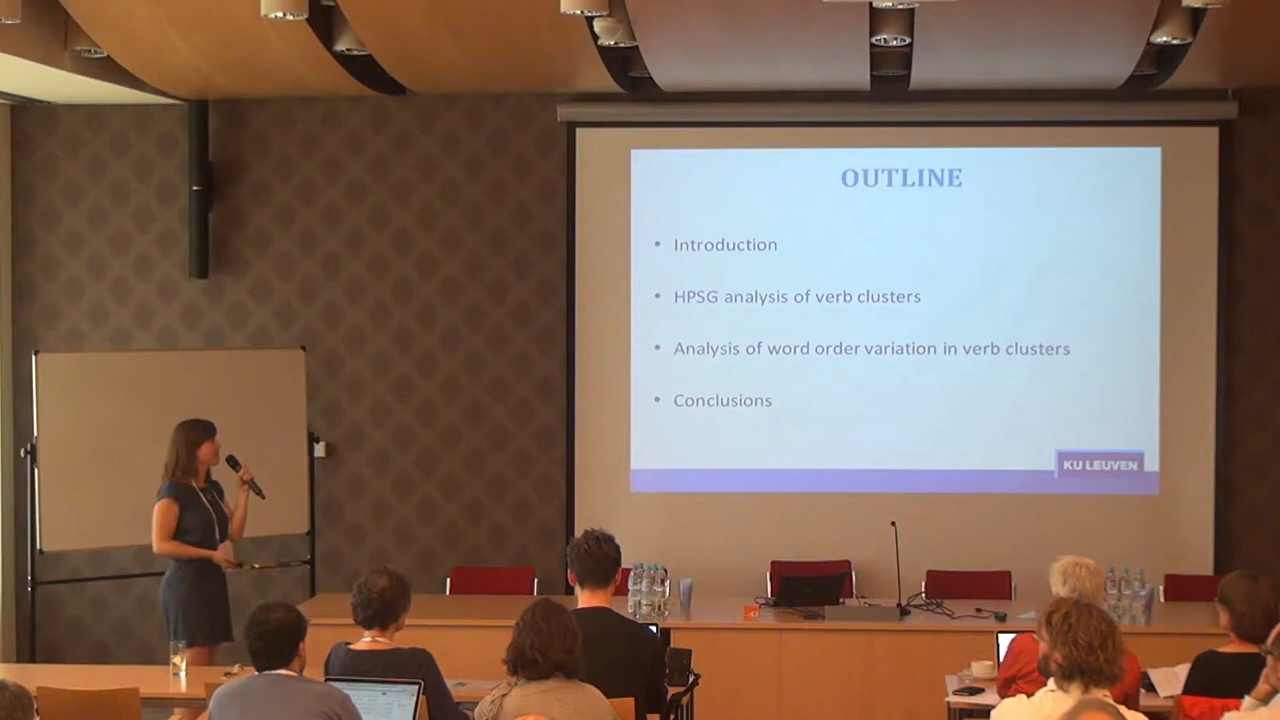 OUTLINE
• Introduction
• HPSG analysis of verb clusters
• Analysis of word order variation in verb clusters
• Conclusions
KU LEUVEN